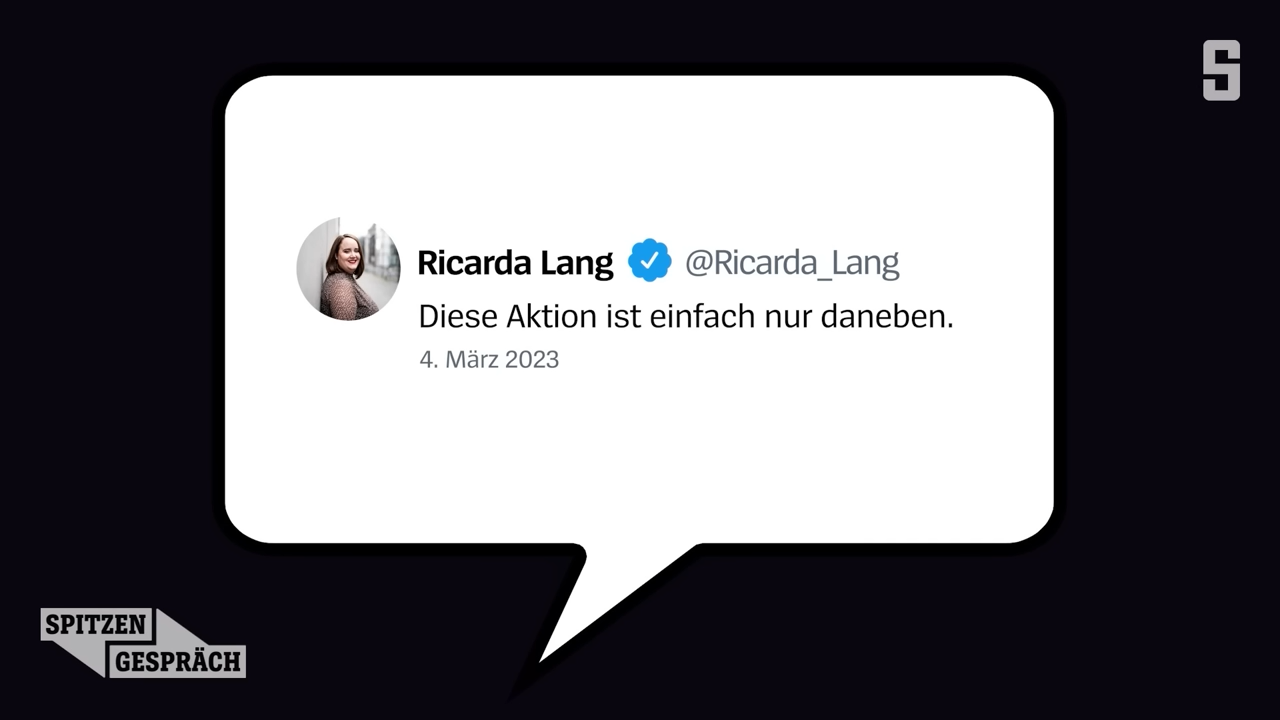 S
Ricarda Lang @Ricarda_Lang
Diese Aktion ist einfach nur daneben.
4. März 2023
SPITZEN
GESPRÄCH